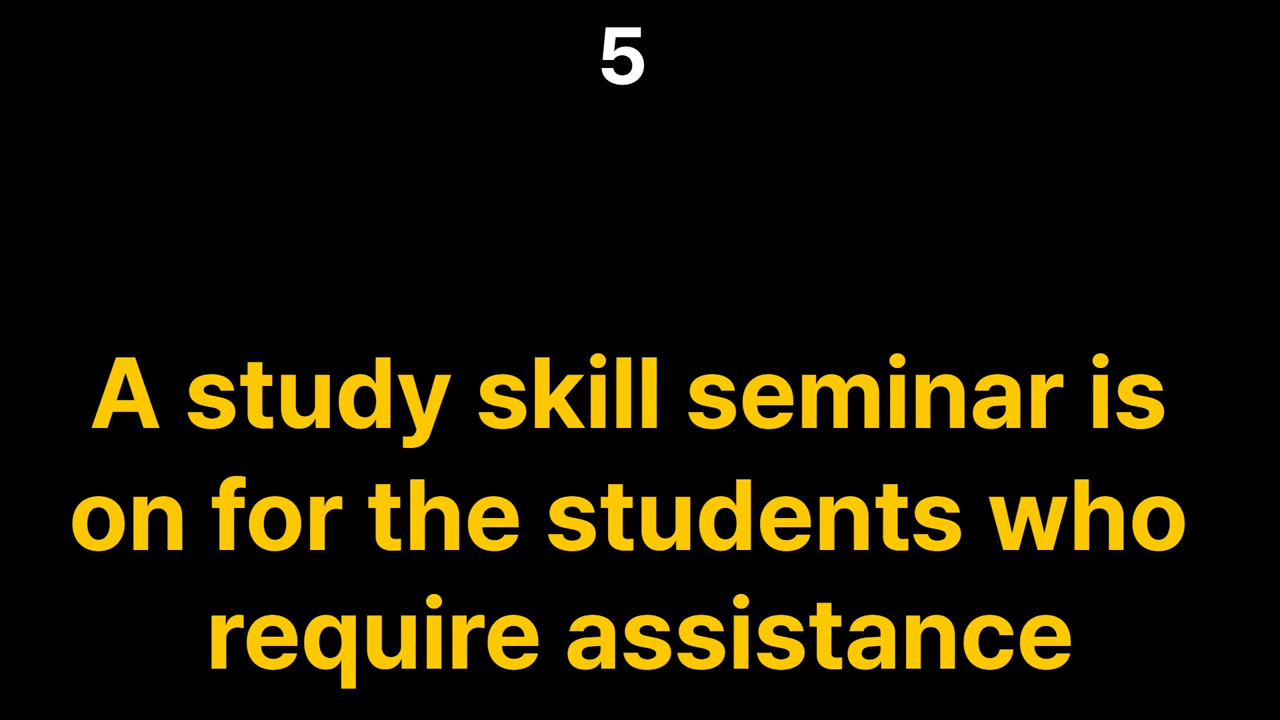 5
A study skill seminar is
on for the students who
require assistance